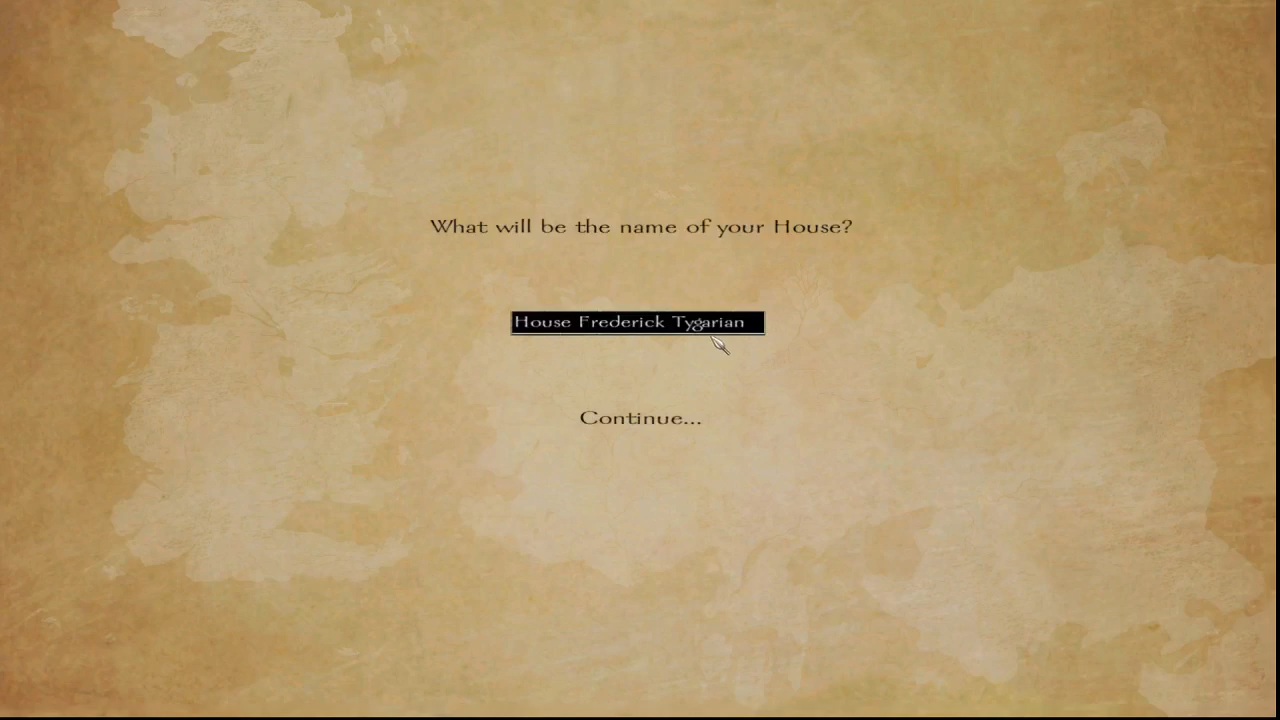 What will be the name of your House?
House Frederick Tygarian
Continue...